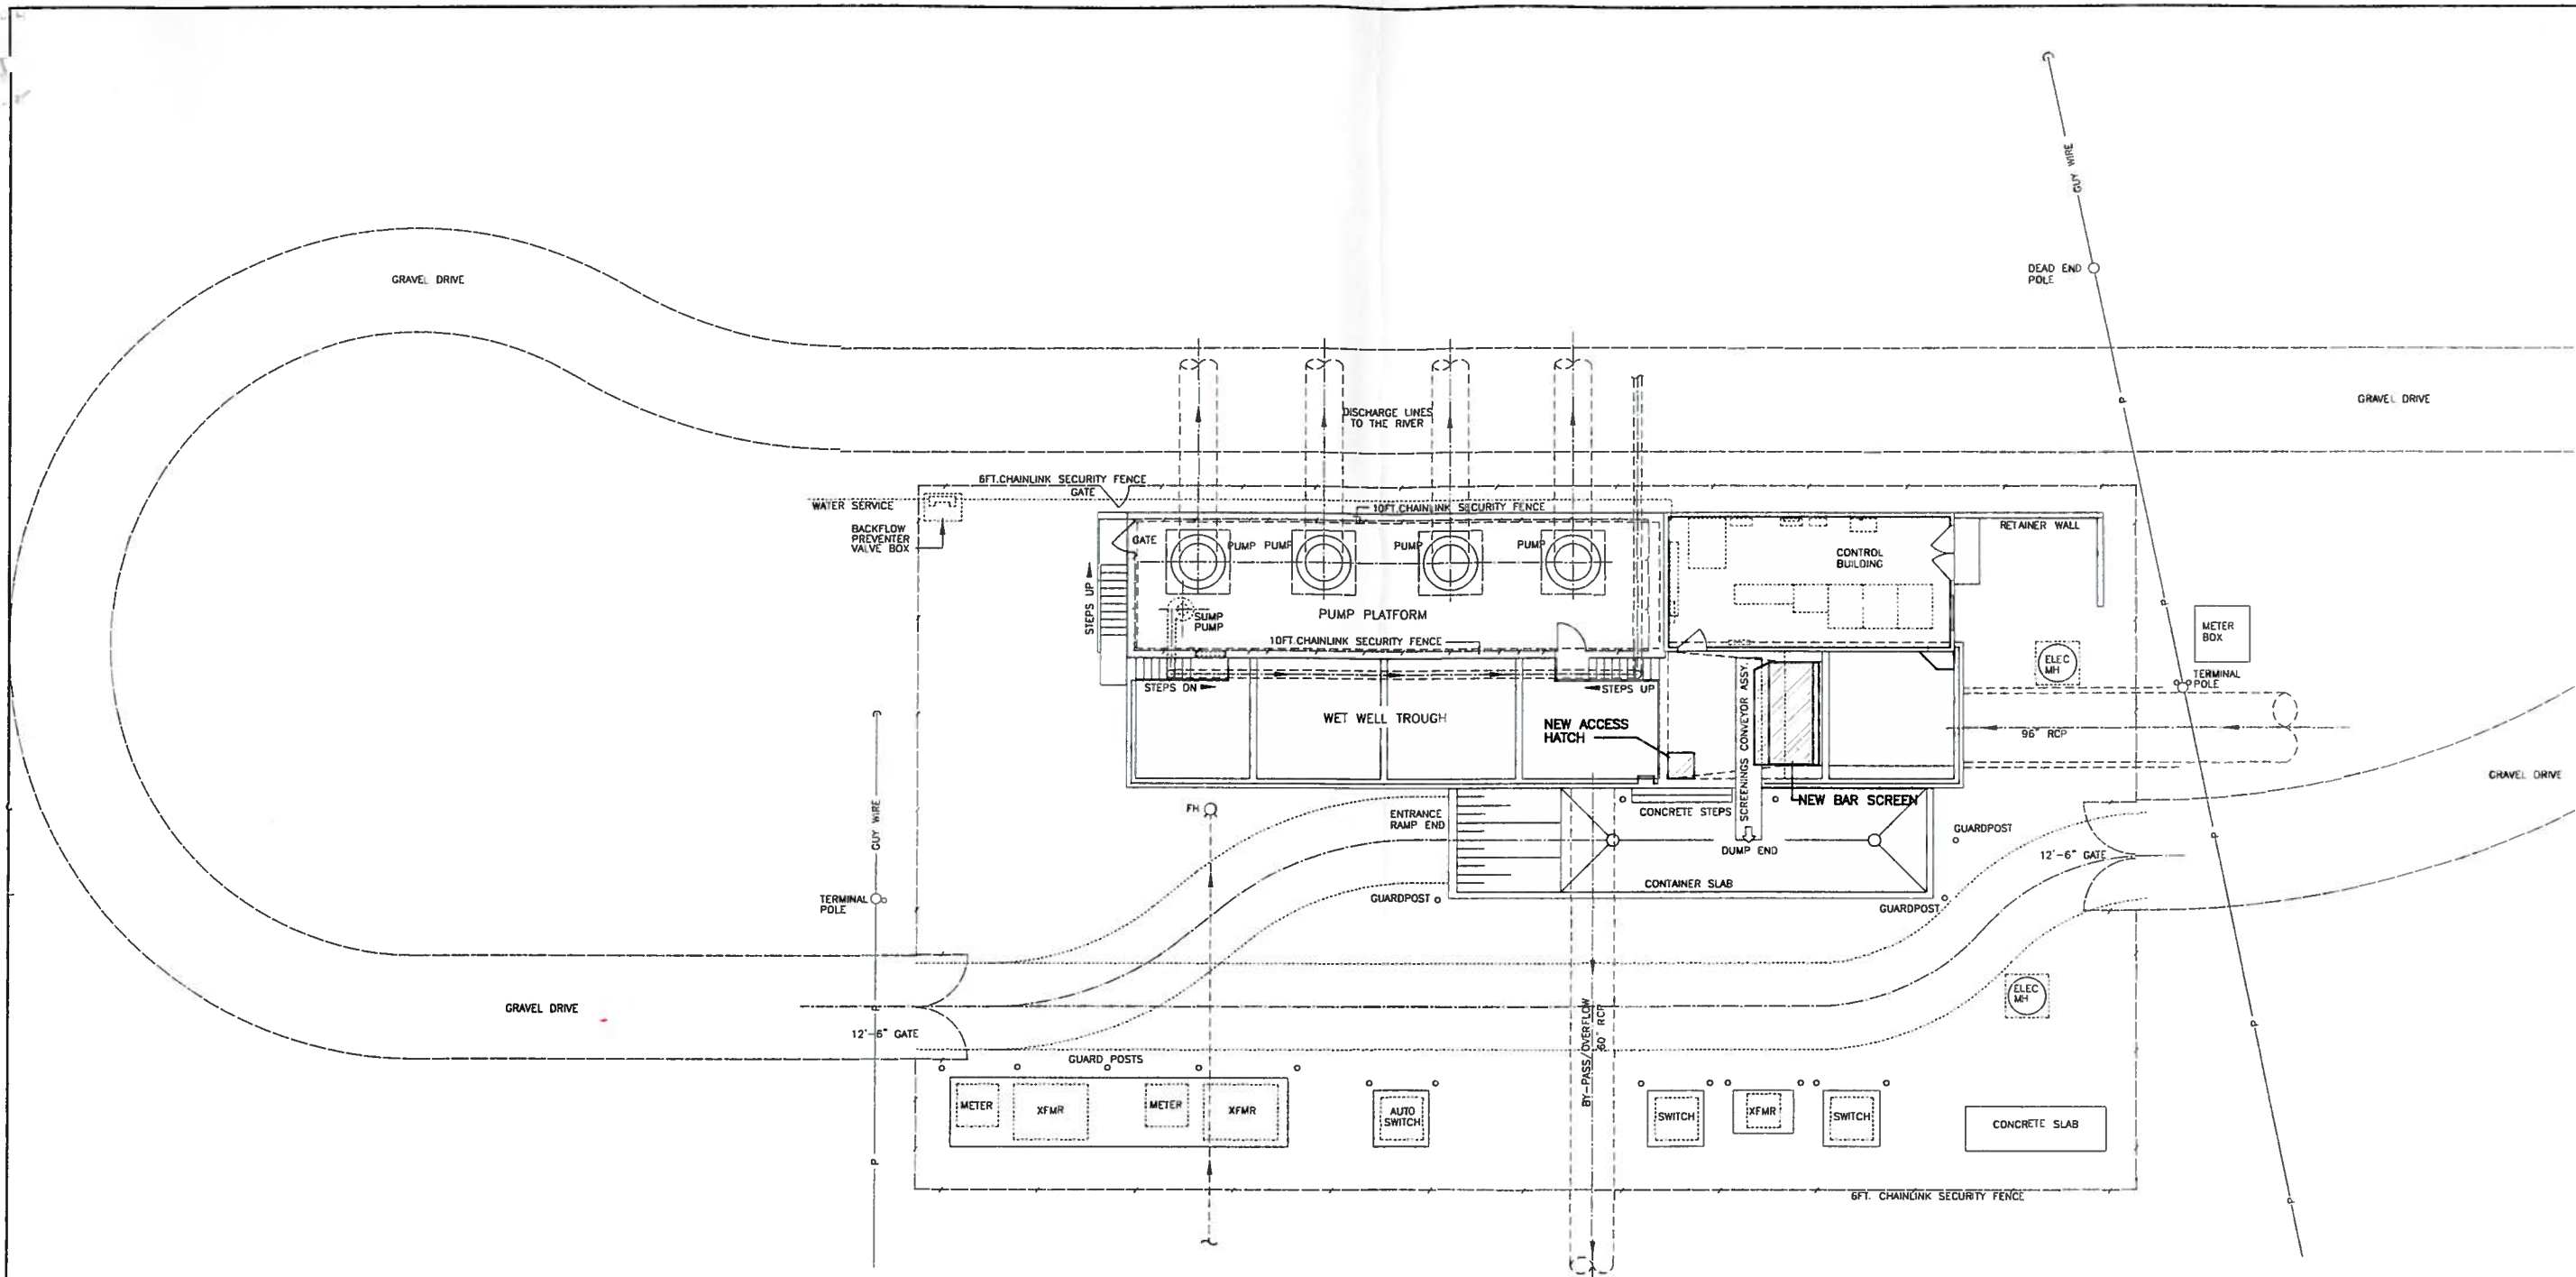 GUY WIRE
DEAD END
POLE
GRAVEL DRIVE
GRAVEL DRIVE
DISCHARGE LINES
TO THE RIVER
6FT.CHAINLINK SECURITY FENCE
GATE
WATER SERVICE
10FT.CHAINLINK SECURITY FENCE
BACKFLOW
PREVENTER
VALVE BOX
RETAINER WALL
GATE
PUMP
PUMP
PUMP
PUMP
CONTROL
BUILDING
STEPS UP
SUMP
PUMP
PUMP PLATFORM
10FT.CHAINLINK SECURITY FENCE
METER
BOX
ELEC
MH
TERMINAL
POLE
STEPS DN
STEPS UP
WET WELL TROUGH
NEW ACCESS
HATCH
SCREENINGS CONVEYOR ASSY.
96" RCP
GRAVEL DRIVE
NEW BAR SCREEN
FH
ENTRANCE
RAMP END
CONCRETE STEPS
GUY WIRE
DUMP END
GUARDPOST
12'-6" GATE
CONTAINER SLAB
TERMINAL
POLE
GUARDPOST
GUARDPOST
ELEC
MH
GRAVEL DRIVE
P
P
P
P
P
P
P
12'-6" GATE
BY-PASS/OVERFLOW
60" RCP
GUARD POSTS
METER
XFMR
METER
XFMR
AUTO
SWITCH
SWITCH
XFMR
SWITCH
CONCRETE SLAB
6FT. CHAINLINK SECURITY FENCE